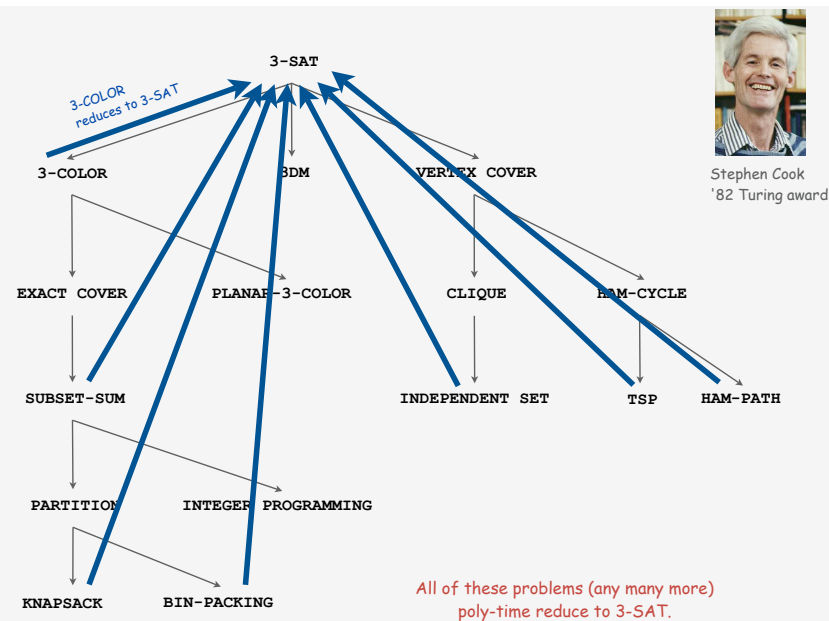 3-SAT
3-COLOR
reduces to 3-SAT
3-COLOR
3DM
VERTEX COVER
Stephen Cook
'82 Turing award
EXACT COVER
PLANAR-3-COLOR
CLIQUE
HAM-CYCLE
SUBSET-SUM
INDEPENDENT SET
TSP
HAM-PATH
PARTITION
INTEGER PROGRAMMING
KNAPSACK
BIN-PACKING
All of these problems (any many more)
poly-time reduce to 3-SAT.